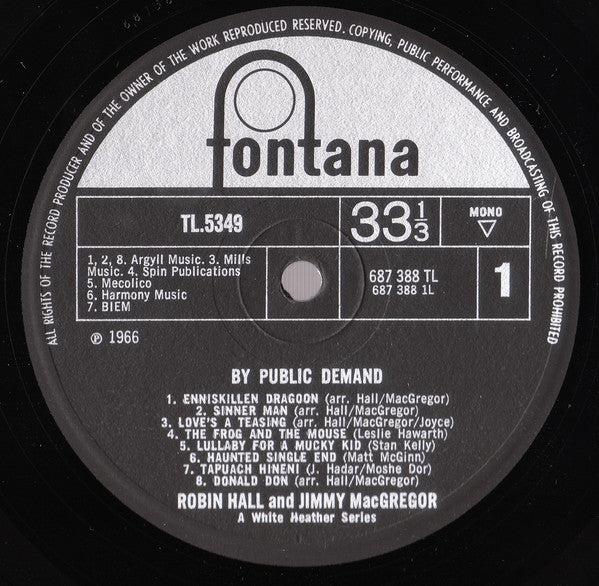 ALL RIGHTS OF THE RECORD PRODUCER AND OF THE OWNER OF THE WORK REPRODUCED RESERVED. COPYING, PUBLIC PERFORMANCE AND BROADCASTING OF THIS RECORD PROHIBITED
fontana
TL.5349
33⅓
MONO
1, 2, 8. Argyll Music. 3. Mills
Music. 4. Spin Publications
5. Mecolico
6. Harmony Music
7. BIEM
687 388 TL
687 388 1L
1
℗ 1966
BY PUBLIC DEMAND
1. ENNISKILLEN DRAGOON (arr. Hall/MacGregor)
2. SINNER MAN (arr. Hall/MacGregor)
3. LOVE'S A TEASING (arr. Hall/MacGregor/Joyce)
4. THE FROG AND THE MOUSE (Leslie Hawarth)
5. LULLABY FOR A MUCKY KID (Stan Kelly)
6. HAUNTED SINGLE END (Matt McGinn)
7. TAPUACH HINENI (J. Hadar/Moshe Dor)
8. DONALD DON (arr. Hall/MacGregor)
ROBIN HALL and JIMMY MacGREGOR
A White Heather Series